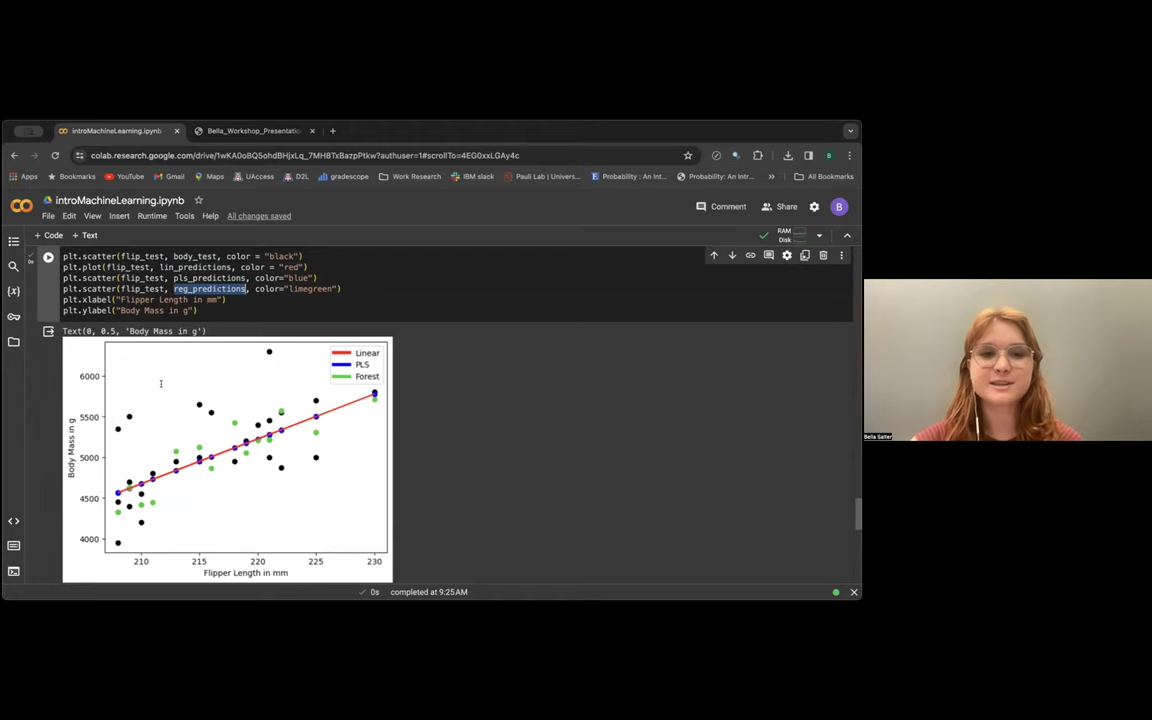 introMachineLearning.ipynb
Bella_Workshop_Presentatio
colab.research.google.com/drive/1wKA0oBQ5ohdBHjxLq_7MH8TxBazpPtkw?authuser=1#scrollTo=4EG0xxLGAy4c
Apps Bookmarks YouTube Gmail Maps UAccess D2L gradescope Work Research IBM slack Pauli Lab | Univers... Probability : An Int... Probability: An Intr... All Bookmarks
introMachineLearning.ipynb
Comment Share B
File Edit View Insert Runtime Tools Help All changes saved
+ Code + Text
RAM
Disk
plt.scatter(flip_test, body_test, color = "black")
plt.plot(flip_test, lin_predictions, color = "red")
plt.scatter(flip_test, pls_predictions, color="blue")
plt.scatter(flip_test, reg_predictions, color="limegreen")
plt.xlabel("Flipper Length in mm")
plt.ylabel("Body Mass in g")
0s
Text(0, 0.5, 'Body Mass in g')
Linear
PLS
Forest
6000
5500
5000
4500
4000
Body Mass in g
210 215 220 225 230
Flipper Length in mm
0s completed at 9:25 AM
Bella Salter